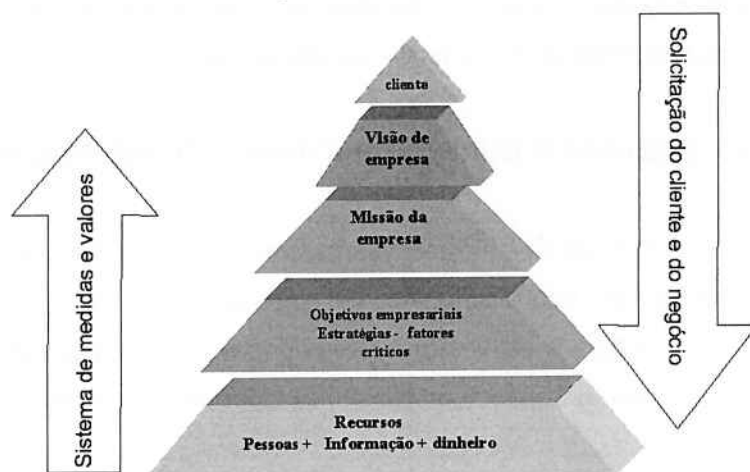 cliente
Visão de
empresa
Missão da
empresa
Objetivos empresariais
Estratégias - fatores
críticos
Recursos
Pessoas + Informação + dinheiro
Sistema de medidas e valores
Solicitação do cliente e do negócio